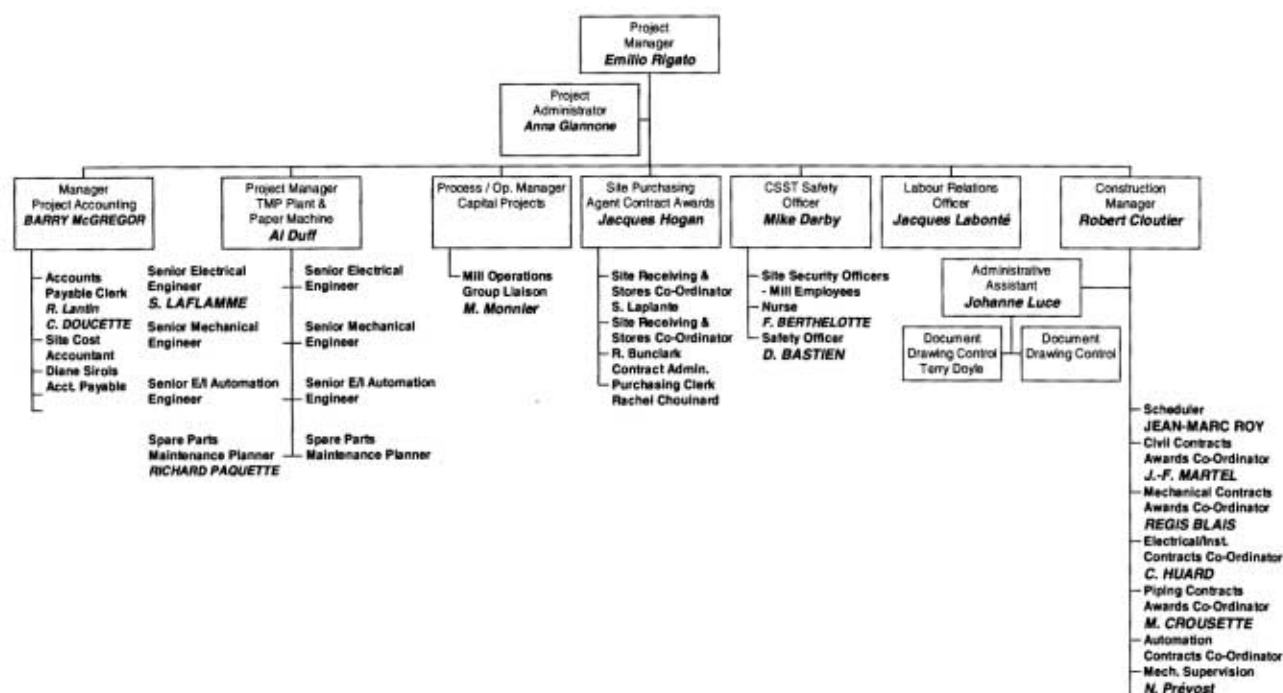 Project
Manager
Emilio Rigato
Project
Administrator
Anna Giannone
Manager
Project Accounting
BARRY McGREGOR
Project Manager
TMP Plant &
Paper Machine
Al Duff
Process / Op. Manager
Capital Projects
Site Purchasing
Agent Contract Awards
Jacques Hogan
CSST Safety
Officer
Mike Darby
Labour Relations
Officer
Jacques Labonté
Construction
Manager
Robert Cloutier
Accounts
Payable Clerk
R. Lantin
C. DOUCETTE
Site Cost
Accountant
Diane Sirois
Acct. Payable
Senior Electrical
Engineer
S. LAFLAMME
Senior Mechanical
Engineer
Senior E/I Automation
Engineer
Spare Parts
Maintenance Planner
RICHARD PAQUETTE
Senior Electrical
Engineer
Senior Mechanical
Engineer
Senior E/I Automation
Engineer
Spare Parts
Maintenance Planner
Mill Operations
Group Liaison
M. Monnier
Site Receiving &
Stores Co-Ordinator
S. Laplante
Site Receiving &
Stores Co-Ordinator
R. Bunclark
Contract Admin.
Purchasing Clerk
Rachel Chouinard
Site Security Officers
- Mill Employees
Nurse
F. BERTHELOTTE
Safety Officer
D. BASTIEN
Administrative
Assistant
Johanne Luce
Document
Drawing Control
Terry Doyle
Document
Drawing Control
Scheduler
JEAN-MARC ROY
Civil Contracts
Awards Co-Ordinator
J.-F. MARTEL
Mechanical Contracts
Awards Co-Ordinator
REGIS BLAIS
Electrical/Inst.
Contracts Co-Ordinator
C. HUARD
Piping Contracts
Awards Co-Ordinator
M. CROUSETTE
Automation
Contracts Co-Ordinator
Mech. Supervision
N. Prévost